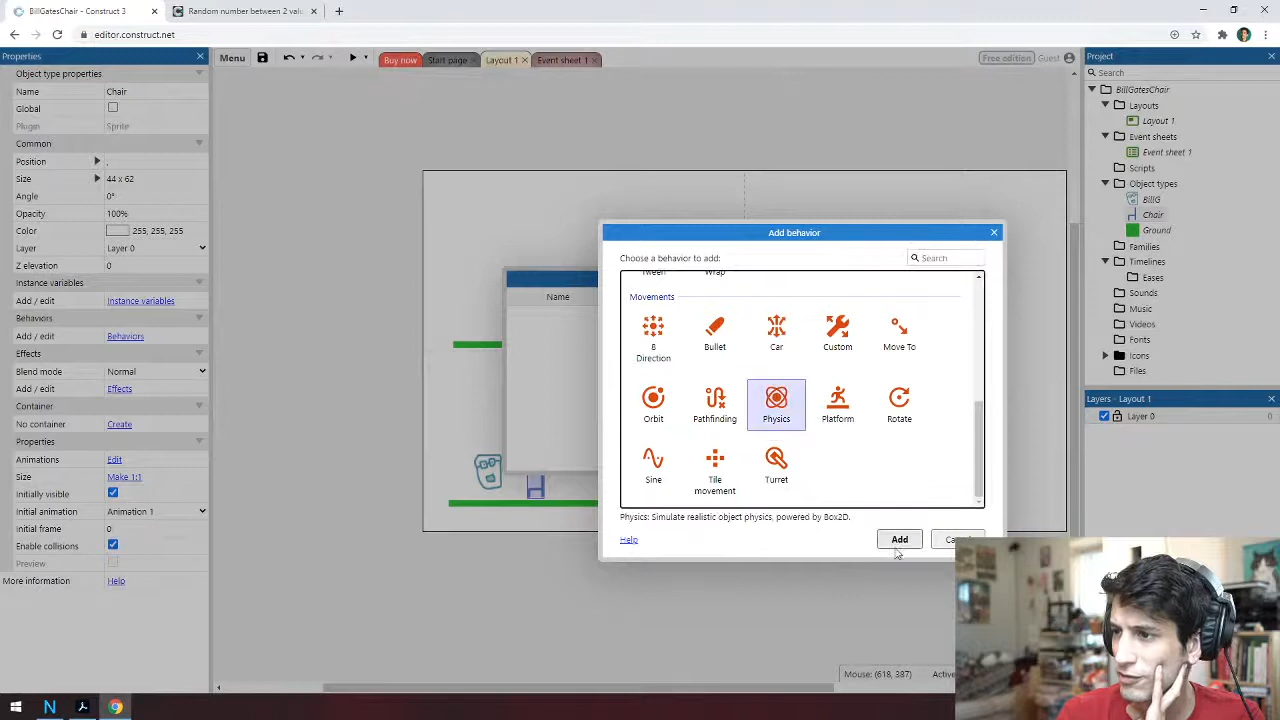 BillGatesChair - Construct 3
Random number between 2 valu
editor.construct.net
Properties
Menu
Buy now
Start page
Layout 1
Event sheet 1
Free edition
Guest
Project
Object type properties
Name Chair
Global
Plugin Sprite
Common
Position ,
Size 44 x 62
Angle 0°
Opacity 100%
Color 255, 255, 255
Layer Layer 0
Z elevation 0
Instance variables
Add / edit Instance variables
Behaviors
Add / edit Behaviors
Effects
Blend mode Normal
Add / edit Effects
Container
No container Create
Properties
Animations Edit
Size Make 1:1
Initially visible
Initial animation Animation 1
Initial frame 0
Enable collisions
Preview
More information Help
Name
Add behavior
Choose a behavior to add:
Search
Tween Wrap
Movements
8 Direction
Bullet
Car
Custom
Move To
Orbit
Pathfinding
Physics
Platform
Rotate
Sine
Tile movement
Turret
Physics: Simulate realistic object physics, powered by Box2D.
Help
Add
Mouse: (618, 387)
Search
BillGatesChair
Layouts
Layout 1
Event sheets
Event sheet 1
Scripts
Object types
BillG
Chair
Ground
Families
Timelines
Eases
Sounds
Music
Videos
Fonts
Icons
Files
Layers - Layout 1
Layer 0
0